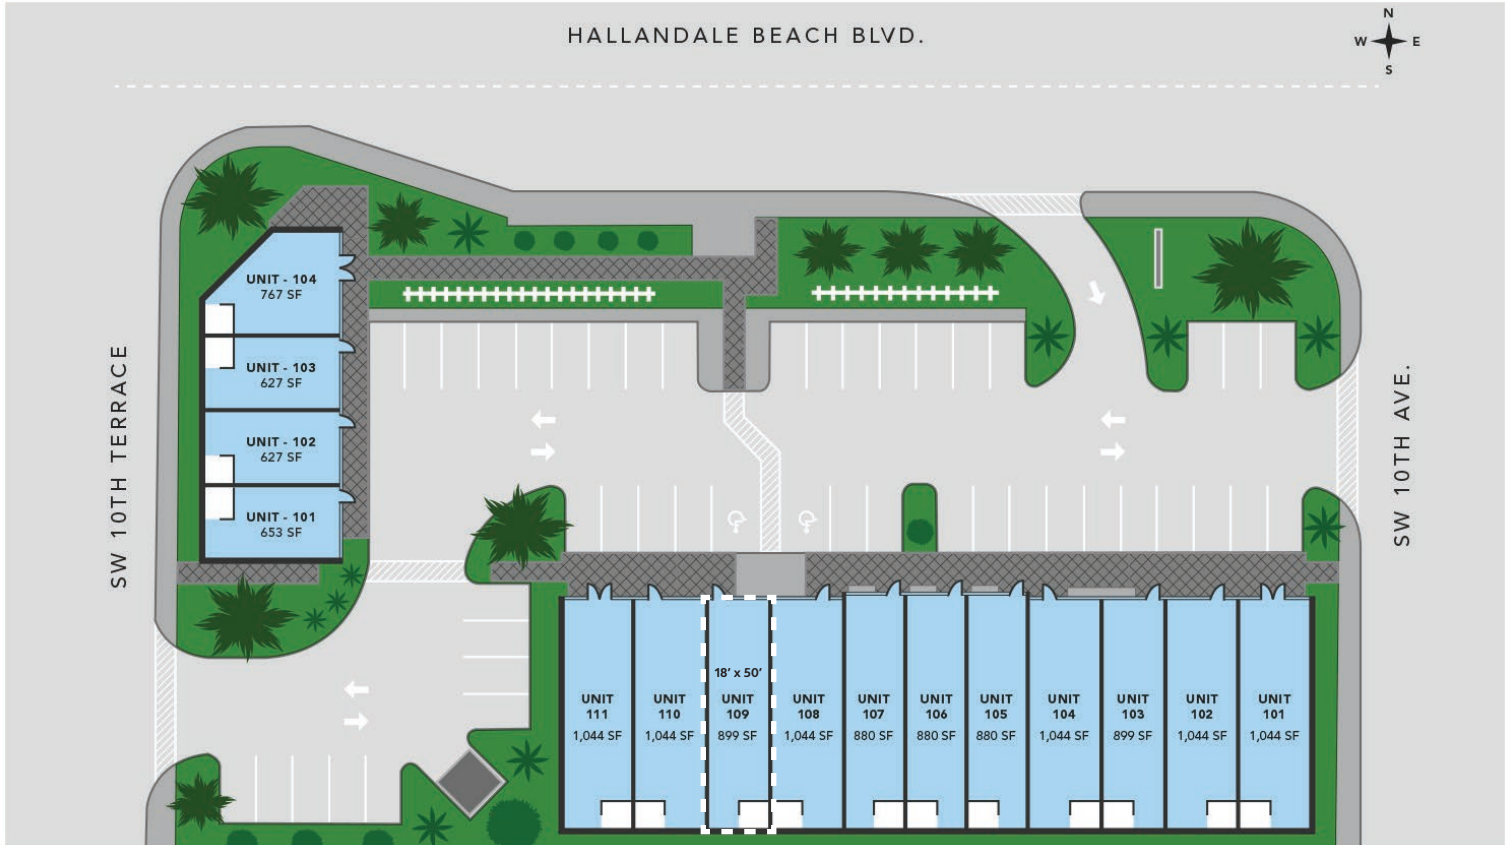 HALLANDALE BEACH BLVD.
N
W E
S
UNIT - 104
767 SF
UNIT - 103
627 SF
UNIT - 102
627 SF
UNIT - 101
653 SF
SW 10TH TERRACE
SW 10TH AVE.
18' x 50'
UNIT
111
1,044 SF
UNIT
110
1,044 SF
UNIT
109
899 SF
UNIT
108
1,044 SF
UNIT
107
880 SF
UNIT
106
880 SF
UNIT
105
880 SF
UNIT
104
1,044 SF
UNIT
103
899 SF
UNIT
102
1,044 SF
UNIT
101
1,044 SF